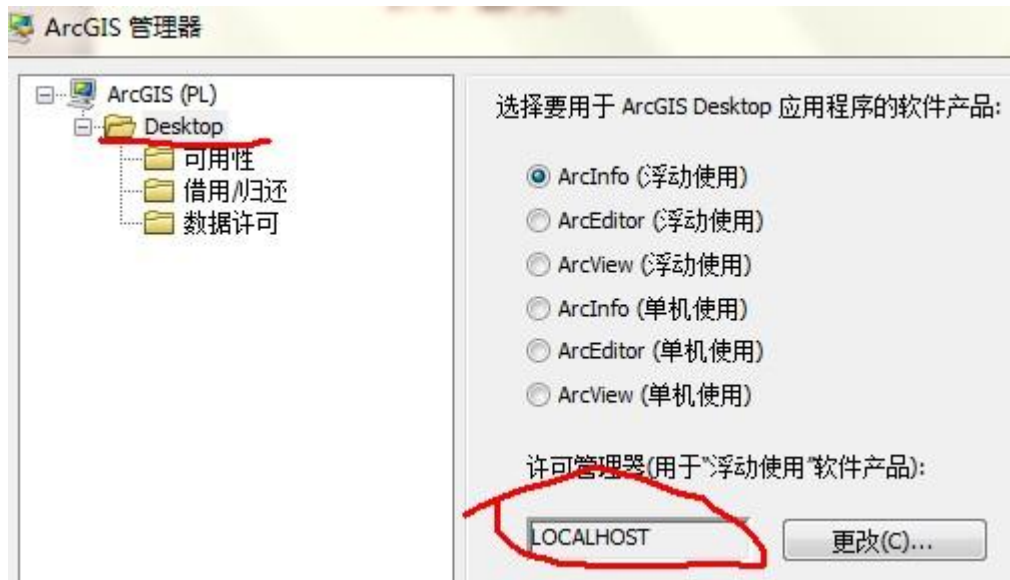 ArcGIS 管理器
ArcGIS (PL)
Desktop
可用性
借用/归还
数据许可
选择要用于 ArcGIS Desktop 应用程序的软件产品:
ArcInfo (浮动使用)
ArcEditor (浮动使用)
ArcView (浮动使用)
ArcInfo (单机使用)
ArcEditor (单机使用)
ArcView (单机使用)
许可管理器(用于"浮动使用"软件产品):
LOCALHOST
更改(C)...